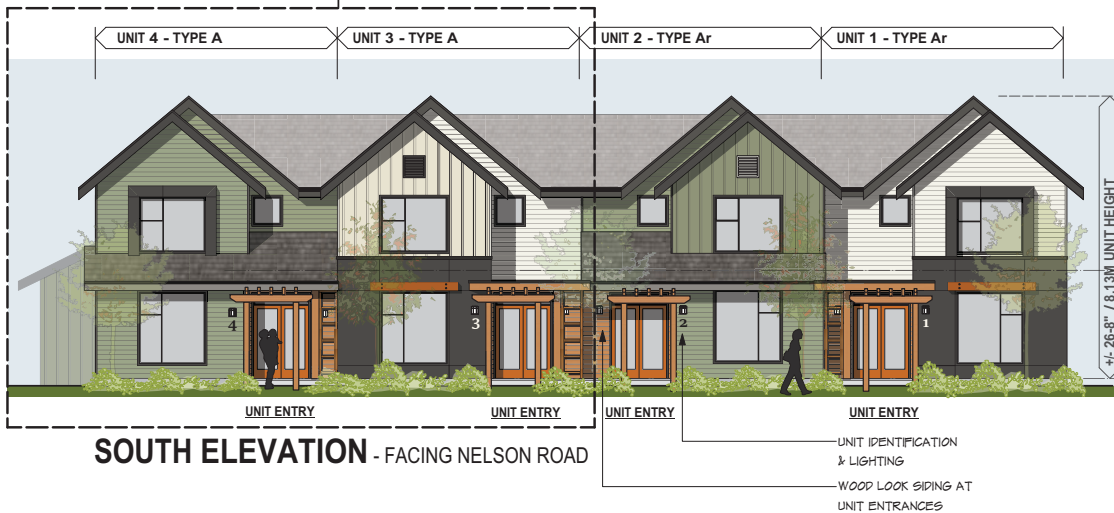 UNIT 4 - TYPE A
UNIT 3 - TYPE A
UNIT 2 - TYPE Ar
UNIT 1 - TYPE Ar
+/- 26-8" / 8.13M UNIT HEIGHT
4
3
2
1
UNIT ENTRY
UNIT ENTRY
UNIT ENTRY
UNIT ENTRY
SOUTH ELEVATION - FACING NELSON ROAD
UNIT IDENTIFICATION
& LIGHTING
WOOD LOOK SIDING AT
UNIT ENTRANCES